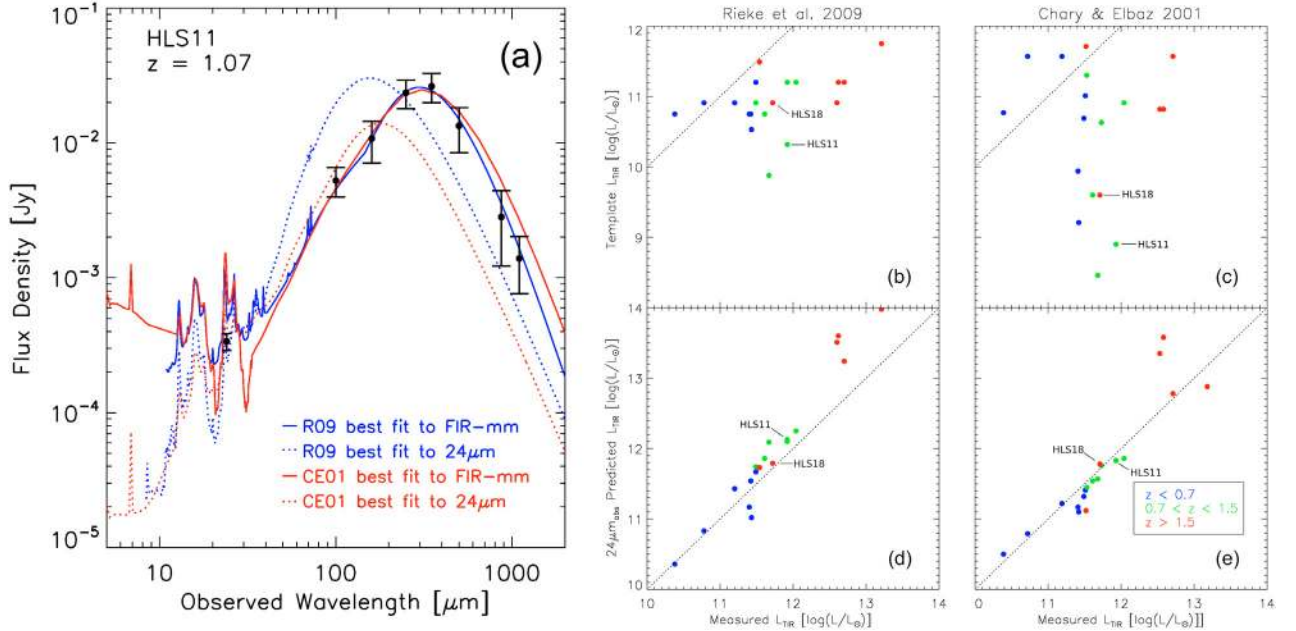 HLS11
z = 1.07
(a)
10⁻¹
10⁻²
10⁻³
10⁻⁴
10⁻⁵
Flux Density [Jy]
R09 best fit to FIR-mm
R09 best fit to 24μm
CE01 best fit to FIR-mm
CE01 best fit to 24μm
10
100
1000
Observed Wavelength [μm]
Rieke et al. 2009
Chary & Elbaz 2001
12
11
10
9
Template L_TIR [log(L/L_⊙)]
HLS18
HLS11
(b)
HLS18
HLS11
(c)
14
13
12
11
10
24μm_obs Predicted L_TIR [log(L/L_⊙)]
HLS11
HLS18
(d)
HLS18
HLS11
z < 0.7
0.7 < z < 1.5
z > 1.5
(e)
10 11 12 13 14
0 11 12 13 14
Measured L_TIR [log(L/L_⊙)]
Measured L_TIR [log(L/L_⊙)]]